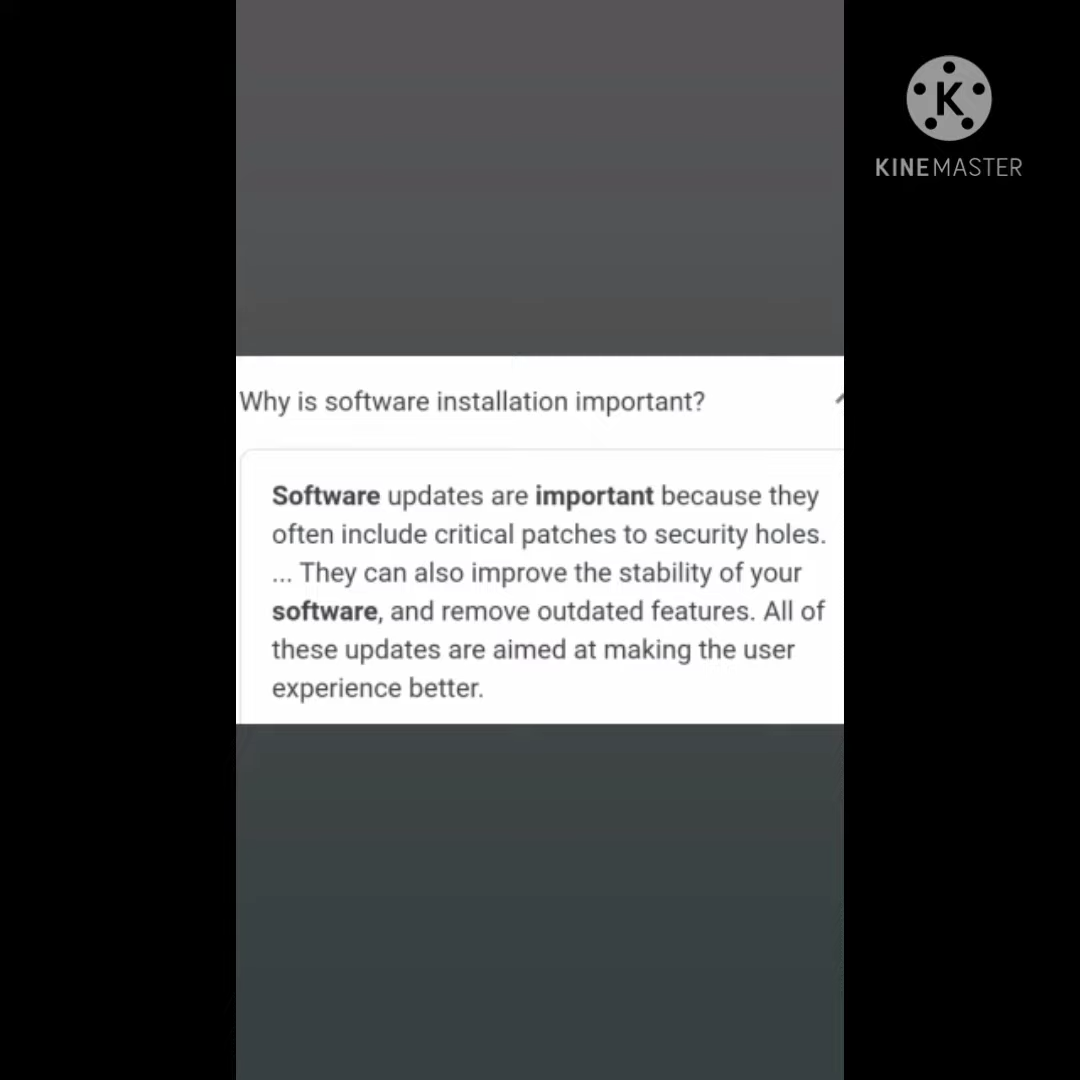 K
KINEMASTER
Why is software installation important?
Software updates are important because they
often include critical patches to security holes.
... They can also improve the stability of your
software, and remove outdated features. All of
these updates are aimed at making the user
experience better.